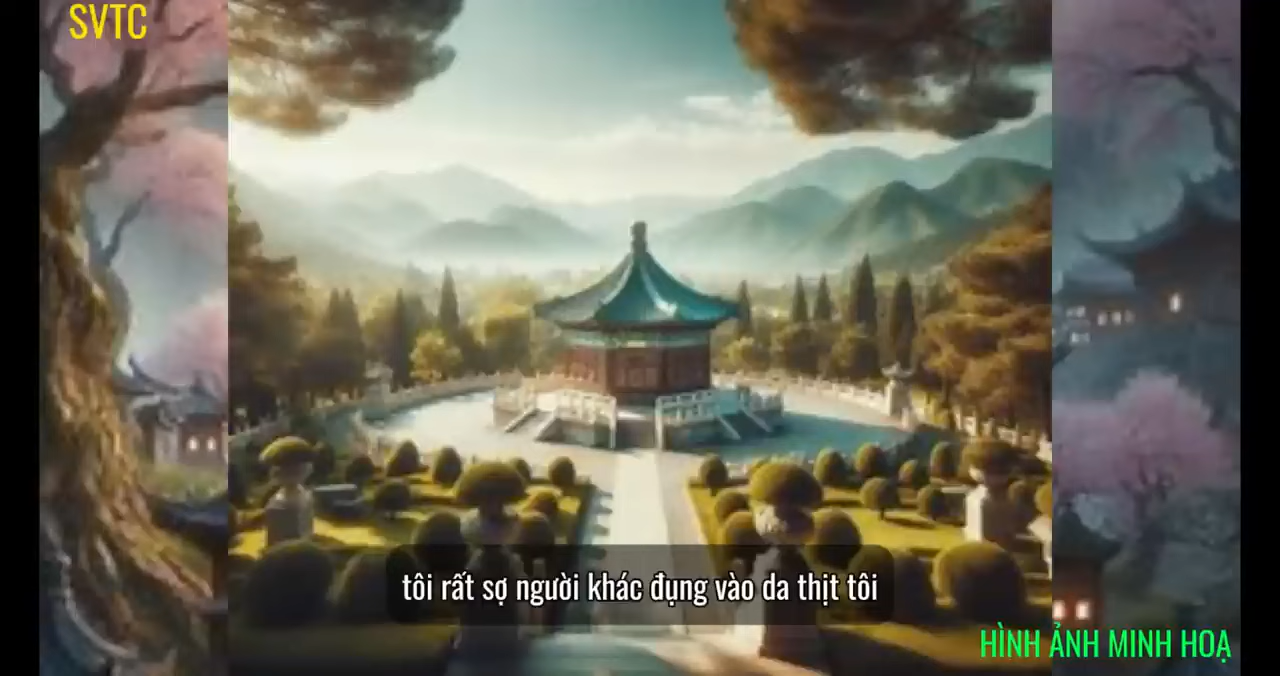 SVTC
tôi rất sợ người khác đụng vào da thịt tôi
HÌNH ẢNH MINH HOẠ